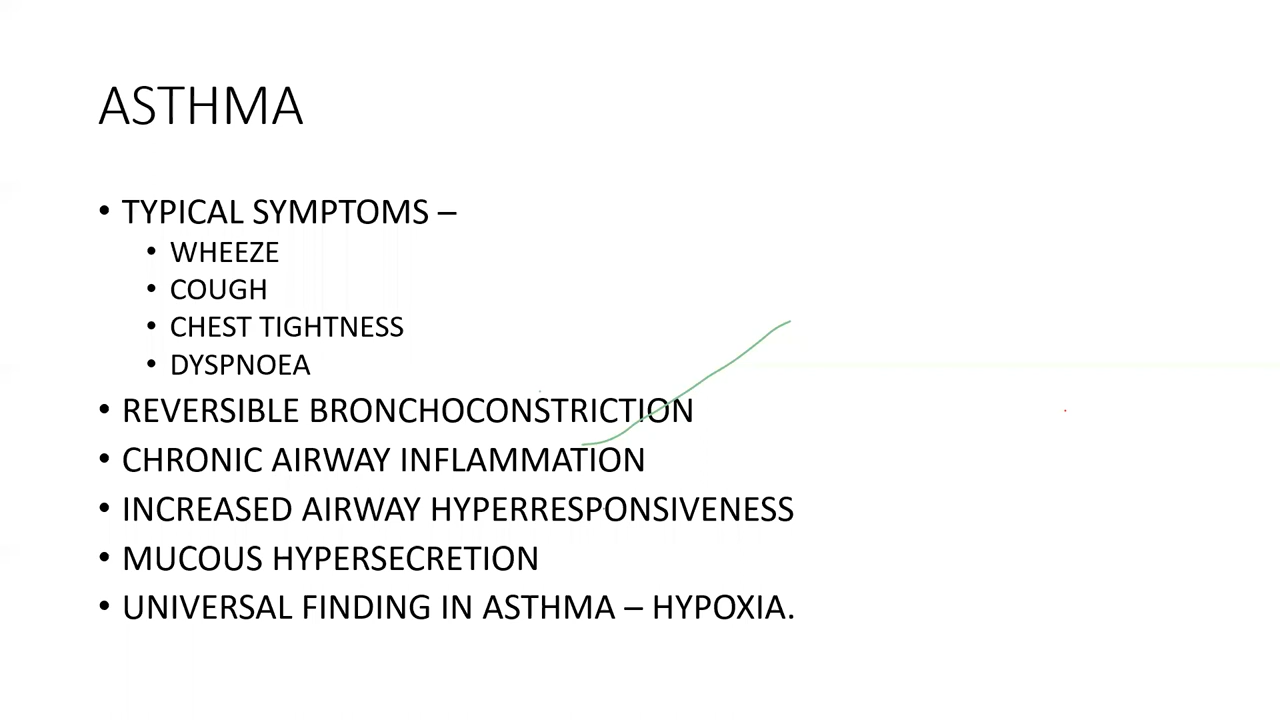 ASTHMA
• TYPICAL SYMPTOMS –
• WHEEZE
• COUGH
• CHEST TIGHTNESS
• DYSPNOEA
• REVERSIBLE BRONCHOCONSTRICTION
• CHRONIC AIRWAY INFLAMMATION
• INCREASED AIRWAY HYPERRESPONSIVENESS
• MUCOUS HYPERSECRETION
• UNIVERSAL FINDING IN ASTHMA – HYPOXIA.